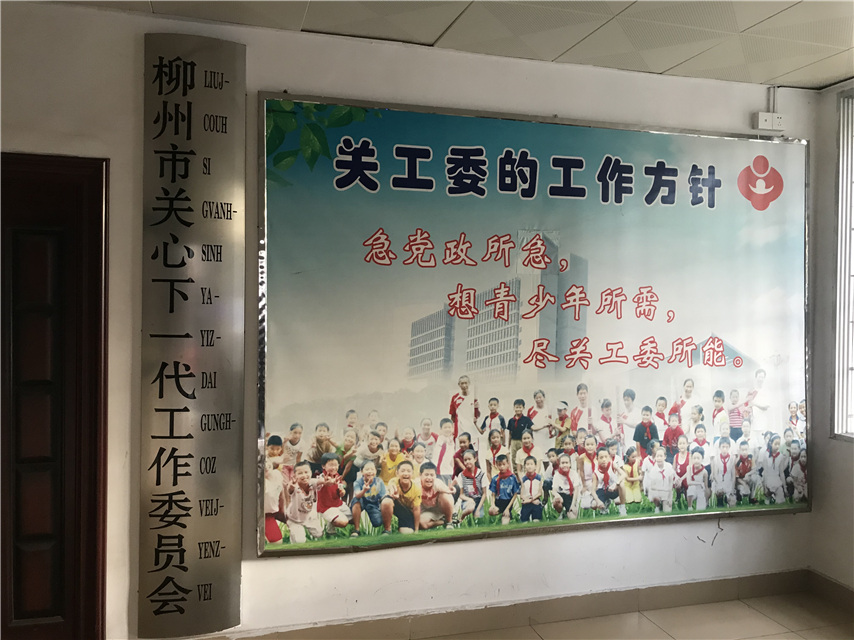 柳州市关心下一代工作委员会
LIUJ-
COUH
SI
GVANH-
SINH
YA-
YIZ-
DAI
GUNGH-
COZ
VEIJ-
YENZ-
VEI
关工委的工作方针
急党政所急，
想青少年所需，
尽关工委所能。